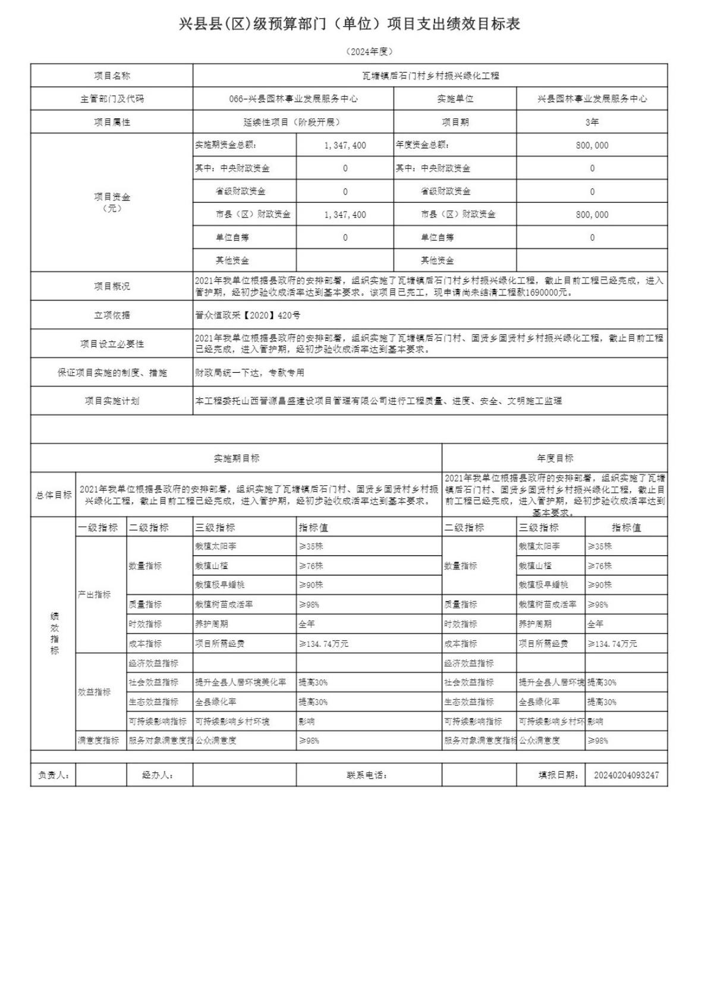 兴县县(区)级预算部门（单位）项目支出绩效目标表
（2024年度）
项目名称 瓦塘镇后石门村乡村振兴绿化工程
主管部门及代码 066-兴县园林事业发展服务中心 实施单位 兴县园林事业发展服务中心
项目属性 延续性项目（阶段开展） 项目期 3年
项目资金
（元）
实施期资金总额: 1,347,400 年度资金总额: 800,000
其中: 中央财政资金 0 其中: 中央财政资金 0
省级财政资金 0 省级财政资金 0
市县（区）财政资金 1,347,400 市县（区）财政资金 800,000
单位自筹 0 单位自筹 0
其他资金 其他资金
项目概况 2021年我单位根据县政府的安排部署，组织实施了瓦塘镇后石门村乡村振兴绿化工程，截止目前工程已经完成，进入
管护期，经初步验收成活率达到基本要求。该项目已完工，现申请尚未结清工程款1690000元。
立项依据 晋众恒政采【2020】420号
项目设立必要性 2021年我单位根据县政府的安排部署，组织实施了瓦塘镇后石门村、固贤乡固贤村乡村振兴绿化工程，截止目前工程
已经完成，进入管护期，经初步验收成活率达到基本要求。
保证项目实施的制度、措施 财政局统一下达，专款专用
项目实施计划 本工程委托山西晋源昌盛建设项目管理有限公司进行工程质量、进度、安全、文明施工监理
实施期目标 年度目标
总体目标
2021年我单位根据县政府的安排部署，组织实施了瓦塘镇后石门村、固贤乡固贤村乡村振
兴绿化工程，截止目前工程已经完成，进入管护期，经初步验收成活率达到基本要求。
2021年我单位根据县政府的安排部署，组织实施了瓦塘
镇后石门村、固贤乡固贤村乡村振兴绿化工程，截止目
前工程已经完成，进入管护期，经初步验收成活率达到
基本要求。
绩
效
指
标
一级指标 二级指标 三级指标 指标值 二级指标 三级指标 指标值
产出指标 数量指标 栽植太阳李 ≥35株 数量指标 栽植太阳李 ≥35株
栽植山楂 ≥76株 栽植山楂 ≥76株
栽植极早蟠桃 ≥90株 栽植极早蟠桃 ≥90株
质量指标 栽植树苗成活率 ≥98% 质量指标 栽植树苗成活率 ≥98%
时效指标 养护周期 全年 时效指标 养护周期 全年
成本指标 项目所需经费 ≥134.74万元 成本指标 项目所需经费 ≥134.74万元
效益指标 经济效益指标 经济效益指标
社会效益指标 提升全县人居环境美化率 提高30% 社会效益指标 提升全县人居环境 提高30%
生态效益指标 全县绿化率 提高30% 生态效益指标 全县绿化率 提高30%
可持续影响指标 可持续影响乡村环境 影响 可持续影响指标 可持续影响乡村环 影响
满意度指标 服务对象满意度指 公众满意度 ≥98% 服务对象满意度指标 公众满意度 ≥98%
负责人: 经办人: 联系电话: 填报日期: 20240204093247